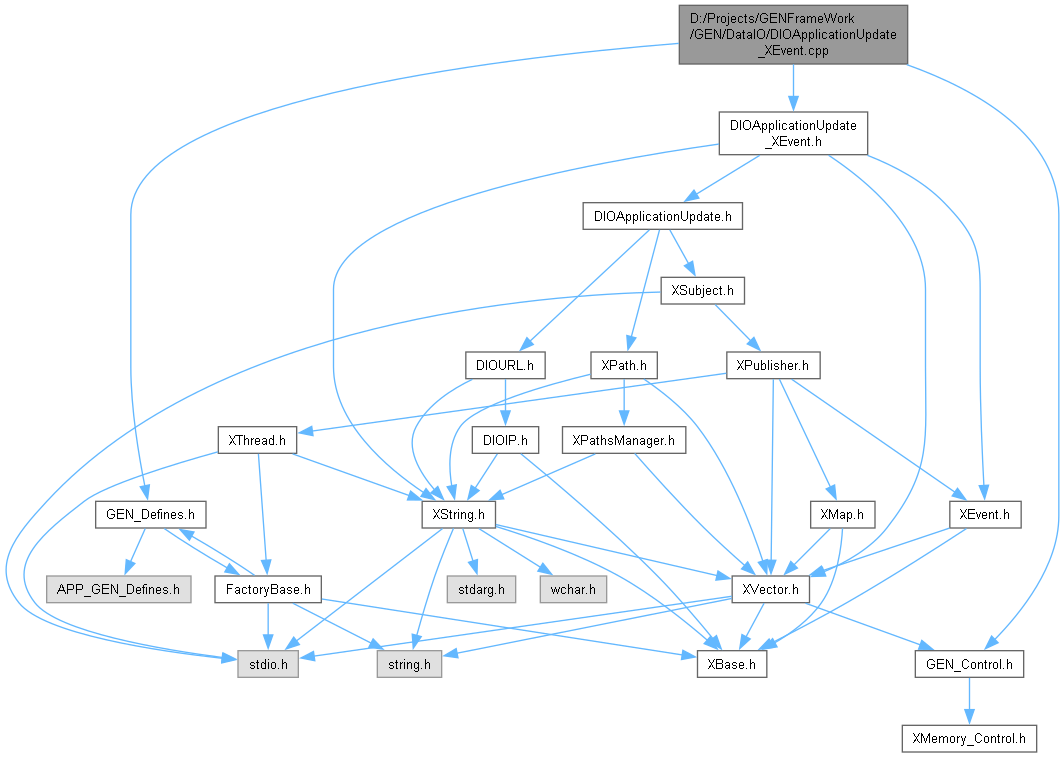 D:/Projects/GENFrameWork
/GEN/DataIO/DIOApplicationUpdate
_XEvent.cpp
DIOApplicationUpdate
_XEvent.h
DIOApplicationUpdate.h
XSubject.h
DIOURL.h
XPath.h
XPublisher.h
XThread.h
DIOIP.h
XPathsManager.h
GEN_Defines.h
XString.h
XMap.h
XEvent.h
APP_GEN_Defines.h
FactoryBase.h
stdarg.h
wchar.h
XVector.h
stdio.h
string.h
XBase.h
GEN_Control.h
XMemory_Control.h